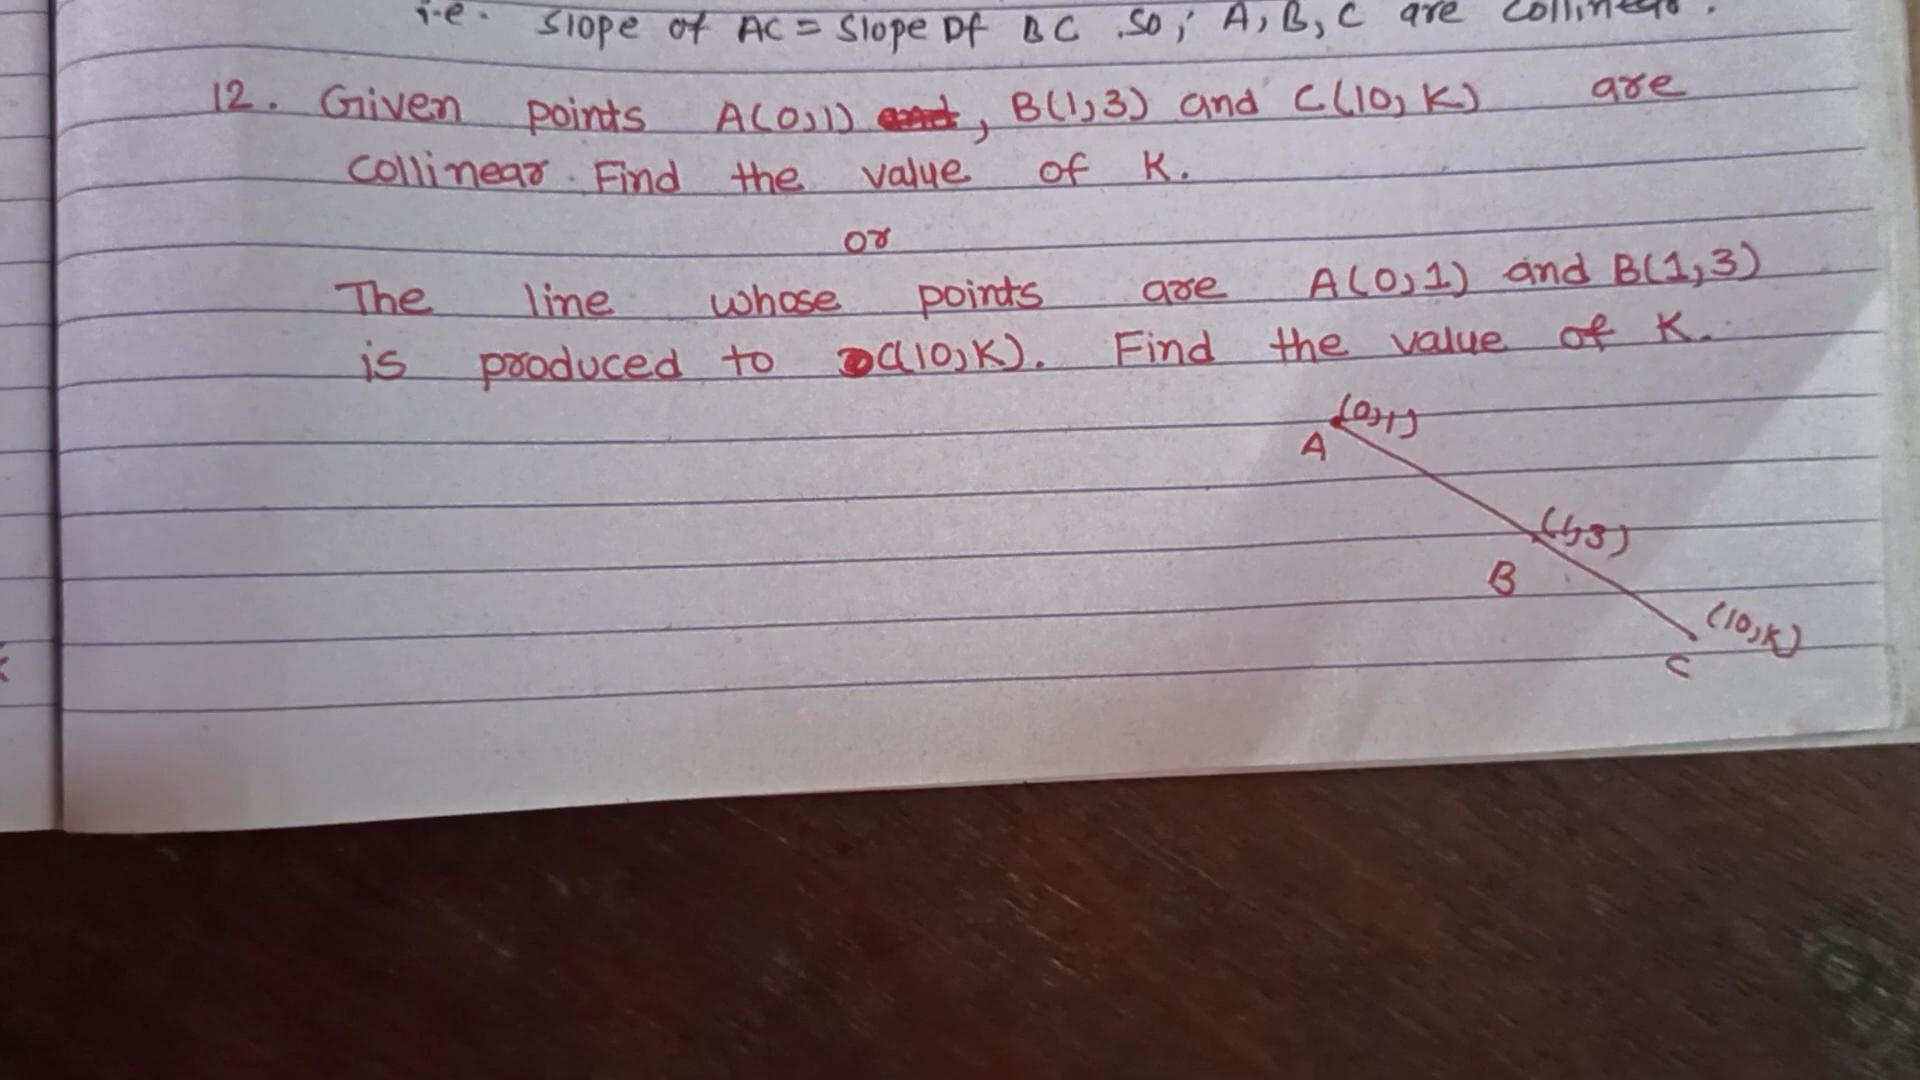 i.e. Slope of AC = Slope Of BC .So; A, B, C are collinear.
12. Given points A(0,1) and, B(1,3) and C(10, K) are
collinear. Find the value of K.
or
The line whose points are A(0,1) and B(1,3)
is produced to C(10,K). Find the value of K.
(0,1)
A
(1,3)
B
(10,K)
C